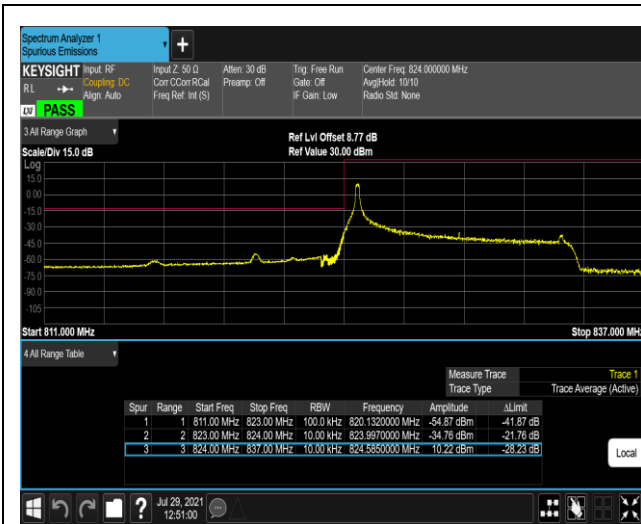 Spectrum Analyzer 1
Spurious Emissions
+
KEYSIGHT Input: RF Input Z: 50 Ω Atten: 30 dB Trig: Free Run Center Freq: 824.000000 MHz
RL Coupling: DC Corr CCorr RCal Preamp: Off Gate: Off Avg|Hold: 10/10
Align: Auto Freq Ref: Int (S) IF Gain: Low Radio Std: None
LXI PASS
3 All Range Graph
Ref Lvl Offset 8.77 dB
Scale/Div 15.0 dB Ref Value 30.00 dBm
Log
15.0
0.00
-15.0
-30.0
-45.0
-60.0
-75.0
-90.0
-105
Start 811.000 MHz Stop 837.000 MHz
4 All Range Table
Measure Trace Trace 1
Trace Type Trace Average (Active)
Spur Range Start Freq Stop Freq RBW Frequency Amplitude ΔLimit
1 1 811.00 MHz 823.00 MHz 100.0 kHz 820.1320000 MHz -54.87 dBm -41.87 dB
2 2 823.00 MHz 824.00 MHz 10.00 kHz 823.9970000 MHz -34.76 dBm -21.76 dB
3 3 824.00 MHz 837.00 MHz 10.00 kHz 824.5850000 MHz 10.22 dBm -28.23 dB
Local
? Jul 29, 2021
12:51:00